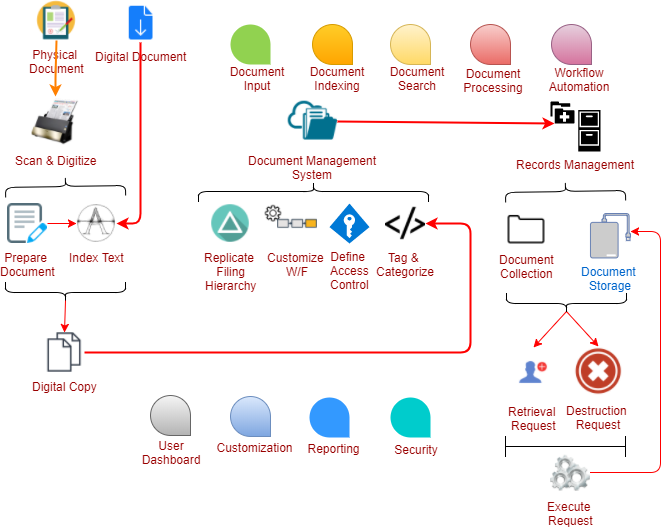 Physical
Document
Digital Document
Document
Input
Document
Indexing
Document
Search
Document
Processing
Workflow
Automation
Scan & Digitize
Document Management
System
Records Management
Prepare
Document
Index Text
Replicate
Filing
Hierarchy
Customize
W/F
Define
Access
Control
Tag &
Categorize
Document
Collection
Document
Storage
Digital Copy
Retrieval
Request
Destruction
Request
User
Dashboard
Customization
Reporting
Security
Execute
Request